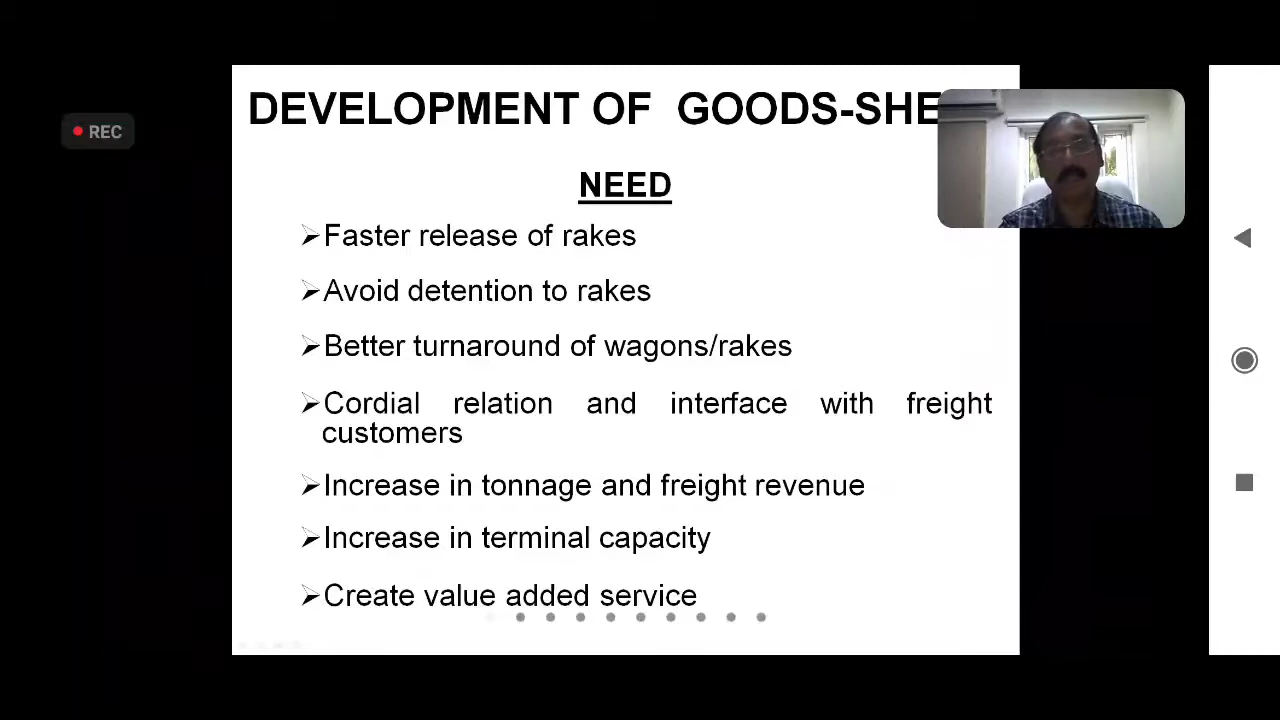 DEVELOPMENT OF GOODS-SHE
REC
NEED
➢Faster release of rakes
➢Avoid detention to rakes
➢Better turnaround of wagons/rakes
➢Cordial relation and interface with freight
customers
➢Increase in tonnage and freight revenue
➢Increase in terminal capacity
➢Create value added service